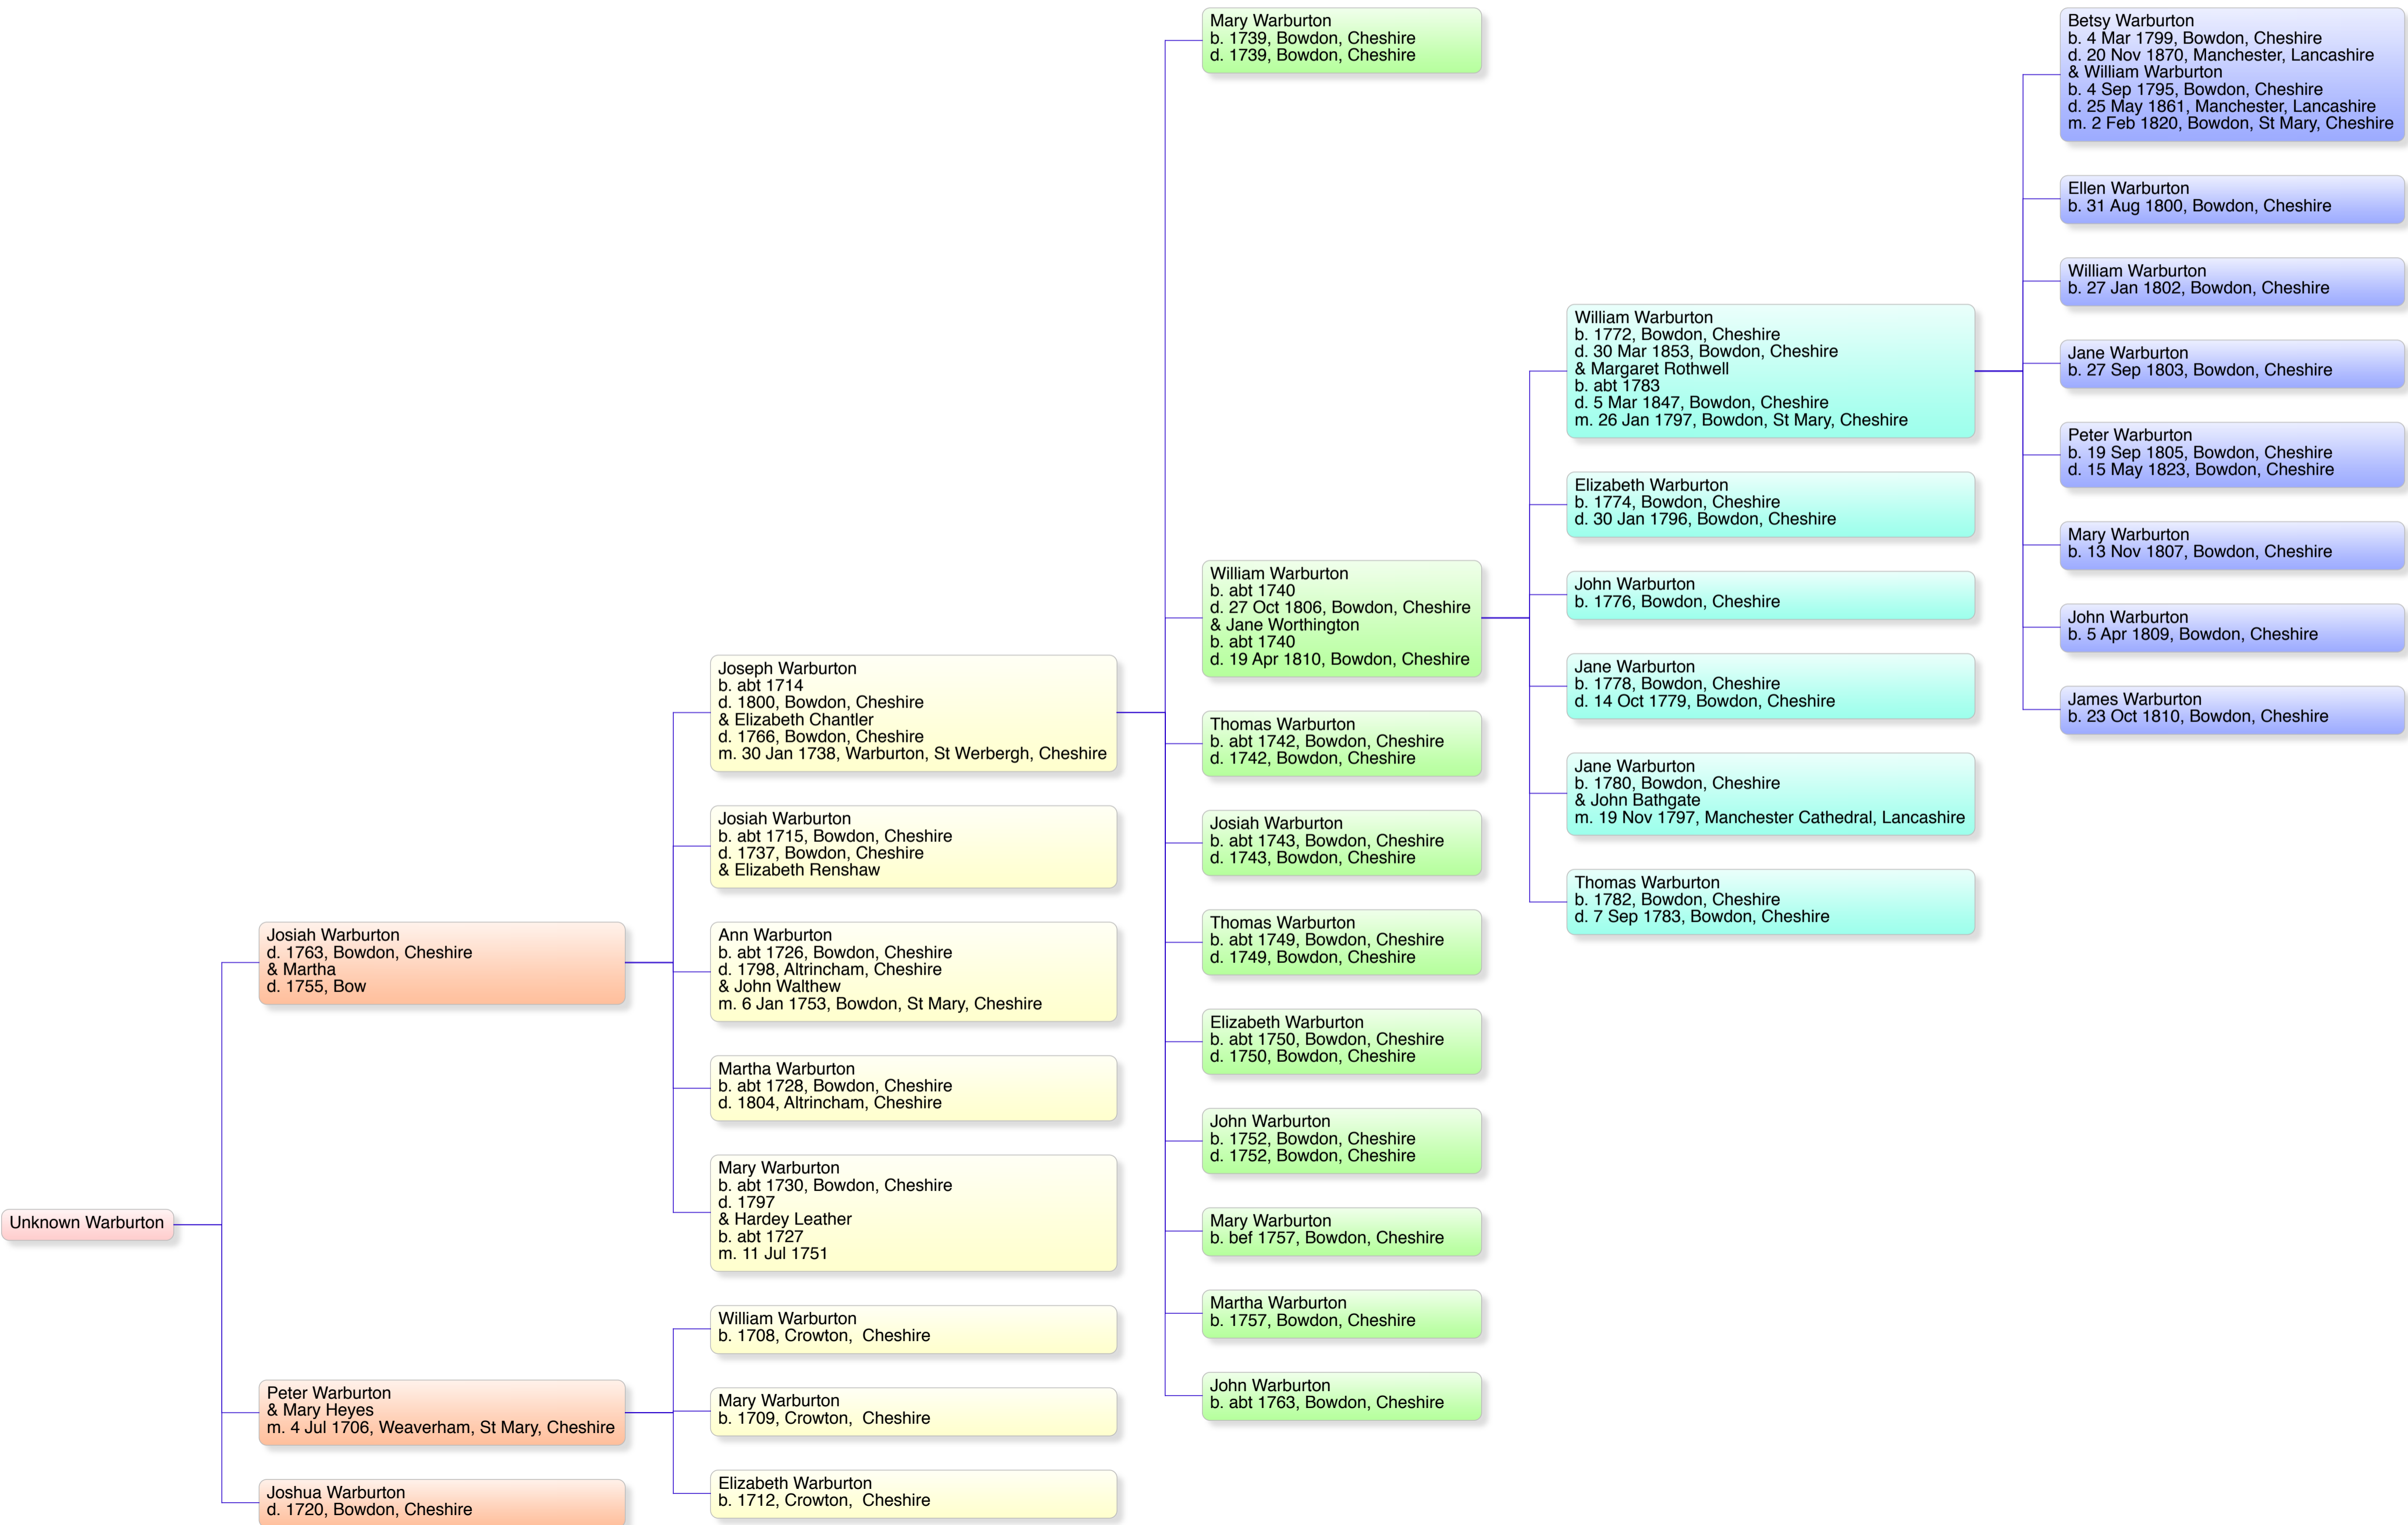 Unknown Warburton
Josiah Warburton
d. 1763, Bowdon, Cheshire
& Martha
d. 1755, Bow
Peter Warburton
& Mary Heyes
m. 4 Jul 1706, Weaverham, St Mary, Cheshire
Joshua Warburton
d. 1720, Bowdon, Cheshire
Joseph Warburton
b. abt 1714
d. 1800, Bowdon, Cheshire
& Elizabeth Chantler
d. 1766, Bowdon, Cheshire
m. 30 Jan 1738, Warburton, St Werbergh, Cheshire
Josiah Warburton
b. abt 1715, Bowdon, Cheshire
d. 1737, Bowdon, Cheshire
& Elizabeth Renshaw
Ann Warburton
b. abt 1726, Bowdon, Cheshire
d. 1798, Altrincham, Cheshire
& John Walthew
m. 6 Jan 1753, Bowdon, St Mary, Cheshire
Martha Warburton
b. abt 1728, Bowdon, Cheshire
d. 1804, Altrincham, Cheshire
Mary Warburton
b. abt 1730, Bowdon, Cheshire
d. 1797
& Hardey Leather
b. abt 1727
m. 11 Jul 1751
William Warburton
b. 1708, Crowton,  Cheshire
Mary Warburton
b. 1709, Crowton,  Cheshire
Elizabeth Warburton
b. 1712, Crowton,  Cheshire
Mary Warburton
b. 1739, Bowdon, Cheshire
d. 1739, Bowdon, Cheshire
William Warburton
b. abt 1740
d. 27 Oct 1806, Bowdon, Cheshire
& Jane Worthington
b. abt 1740
d. 19 Apr 1810, Bowdon, Cheshire
Thomas Warburton
b. abt 1742, Bowdon, Cheshire
d. 1742, Bowdon, Cheshire
Josiah Warburton
b. abt 1743, Bowdon, Cheshire
d. 1743, Bowdon, Cheshire
Thomas Warburton
b. abt 1749, Bowdon, Cheshire
d. 1749, Bowdon, Cheshire
Elizabeth Warburton
b. abt 1750, Bowdon, Cheshire
d. 1750, Bowdon, Cheshire
John Warburton
b. 1752, Bowdon, Cheshire
d. 1752, Bowdon, Cheshire
Mary Warburton
b. bef 1757, Bowdon, Cheshire
Martha Warburton
b. 1757, Bowdon, Cheshire
John Warburton
b. abt 1763, Bowdon, Cheshire
William Warburton
b. 1772, Bowdon, Cheshire
d. 30 Mar 1853, Bowdon, Cheshire
& Margaret Rothwell
b. abt 1783
d. 5 Mar 1847, Bowdon, Cheshire
m. 26 Jan 1797, Bowdon, St Mary, Cheshire
Elizabeth Warburton
b. 1774, Bowdon, Cheshire
d. 30 Jan 1796, Bowdon, Cheshire
John Warburton
b. 1776, Bowdon, Cheshire
Jane Warburton
b. 1778, Bowdon, Cheshire
d. 14 Oct 1779, Bowdon, Cheshire
Jane Warburton
b. 1780, Bowdon, Cheshire
& John Bathgate
m. 19 Nov 1797, Manchester Cathedral, Lancashire
Thomas Warburton
b. 1782, Bowdon, Cheshire
d. 7 Sep 1783, Bowdon, Cheshire
Betsy Warburton
b. 4 Mar 1799, Bowdon, Cheshire
d. 20 Nov 1870, Manchester, Lancashire
& William Warburton
b. 4 Sep 1795, Bowdon, Cheshire
d. 25 May 1861, Manchester, Lancashire
m. 2 Feb 1820, Bowdon, St Mary, Cheshire
Ellen Warburton
b. 31 Aug 1800, Bowdon, Cheshire
William Warburton
b. 27 Jan 1802, Bowdon, Cheshire
Jane Warburton
b. 27 Sep 1803, Bowdon, Cheshire
Peter Warburton
b. 19 Sep 1805, Bowdon, Cheshire
d. 15 May 1823, Bowdon, Cheshire
Mary Warburton
b. 13 Nov 1807, Bowdon, Cheshire
John Warburton
b. 5 Apr 1809, Bowdon, Cheshire
James Warburton
b. 23 Oct 1810, Bowdon, Cheshire